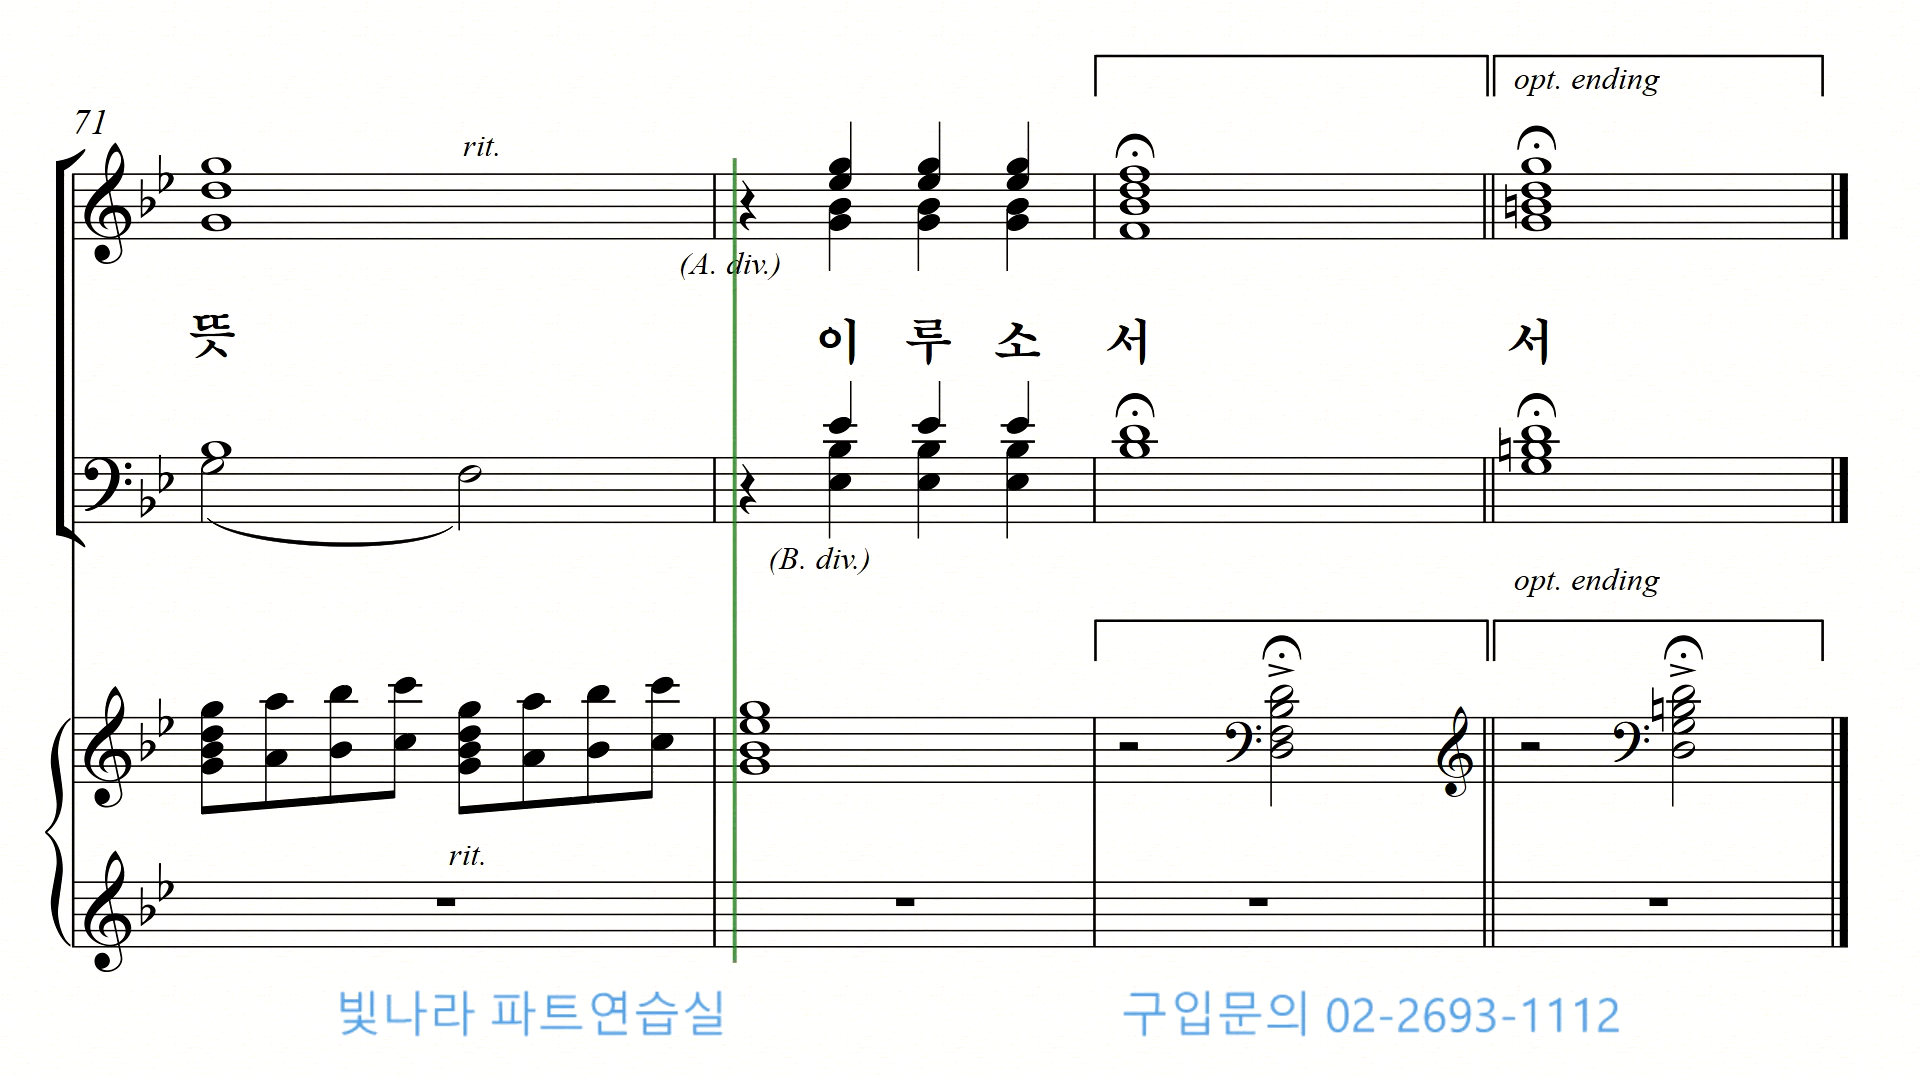 opt. ending
71
rit.
(A. div.)
뜻 이 루 소 서 서
(B. div.)
opt. ending
rit.
빛나라 파트연습실 구입문의 02-2693-1112